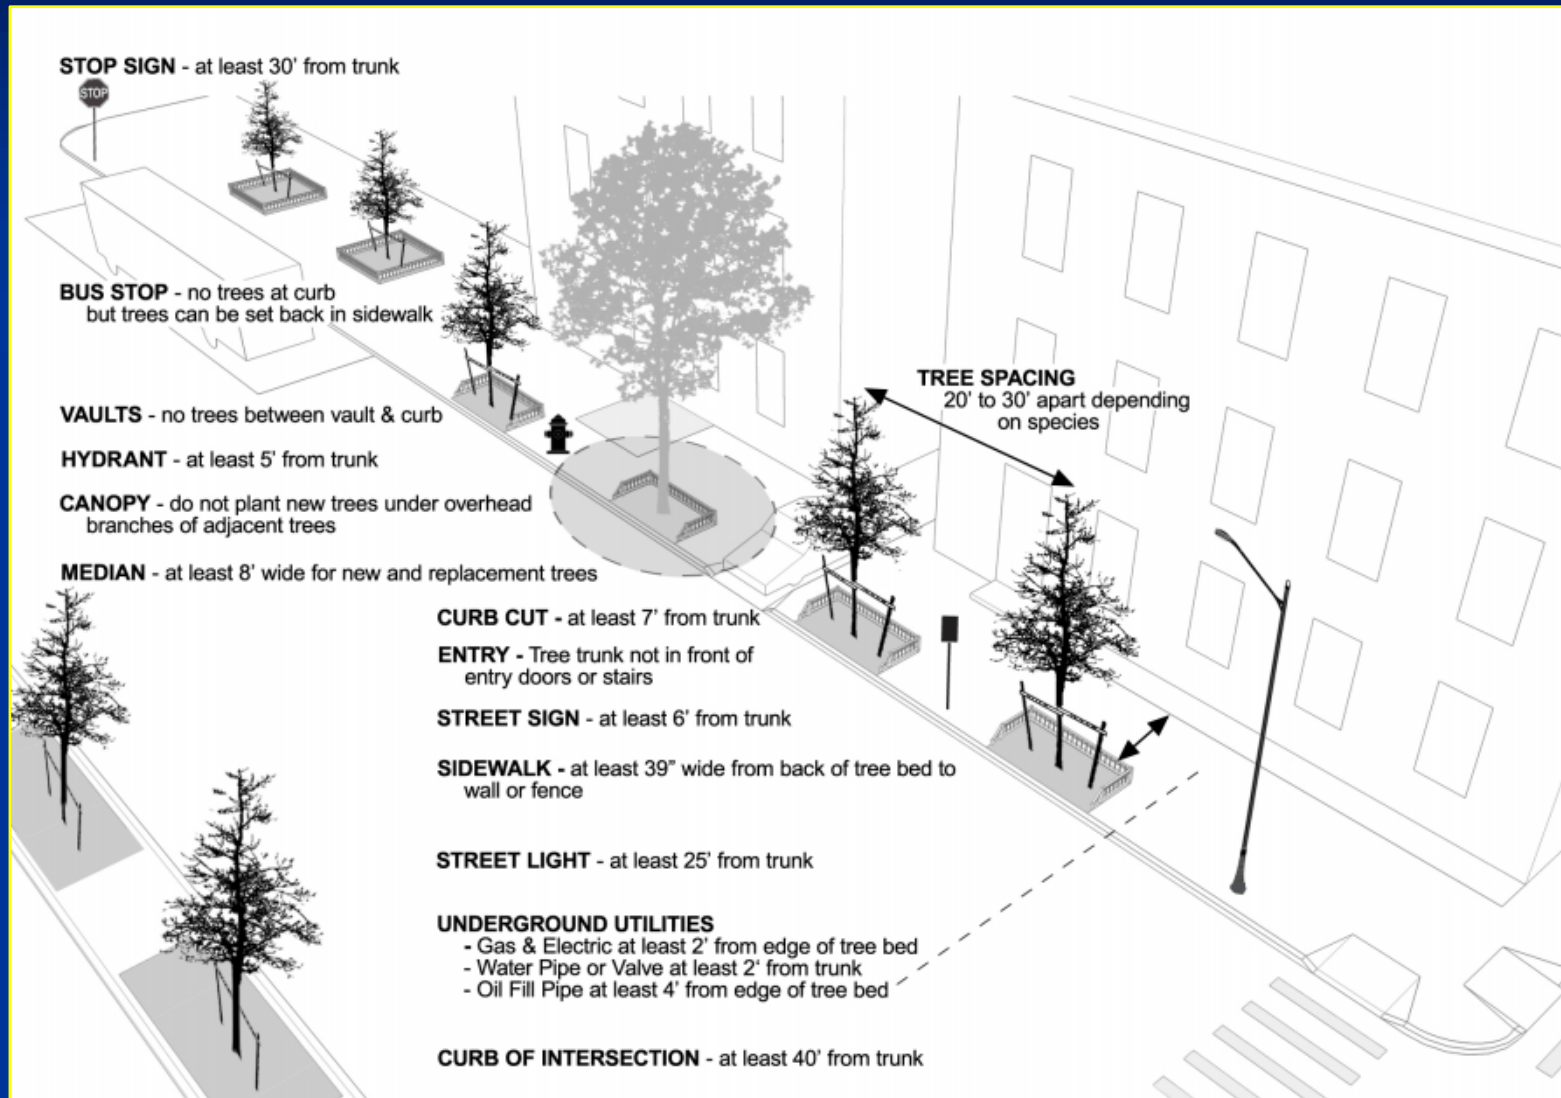 STOP SIGN - at least 30' from trunk
STOP
BUS STOP - no trees at curb
but trees can be set back in sidewalk
TREE SPACING
20' to 30' apart depending
on species
VAULTS - no trees between vault & curb
HYDRANT - at least 5' from trunk
CANOPY - do not plant new trees under overhead
branches of adjacent trees
MEDIAN - at least 8' wide for new and replacement trees
CURB CUT - at least 7' from trunk
ENTRY - Tree trunk not in front of
entry doors or stairs
STREET SIGN - at least 6' from trunk
SIDEWALK - at least 39” wide from back of tree bed to
wall or fence
STREET LIGHT - at least 25' from trunk
UNDERGROUND UTILITIES
- Gas & Electric at least 2' from edge of tree bed
- Water Pipe or Valve at least 2‘ from trunk
- Oil Fill Pipe at least 4' from edge of tree bed
CURB OF INTERSECTION - at least 40' from trunk